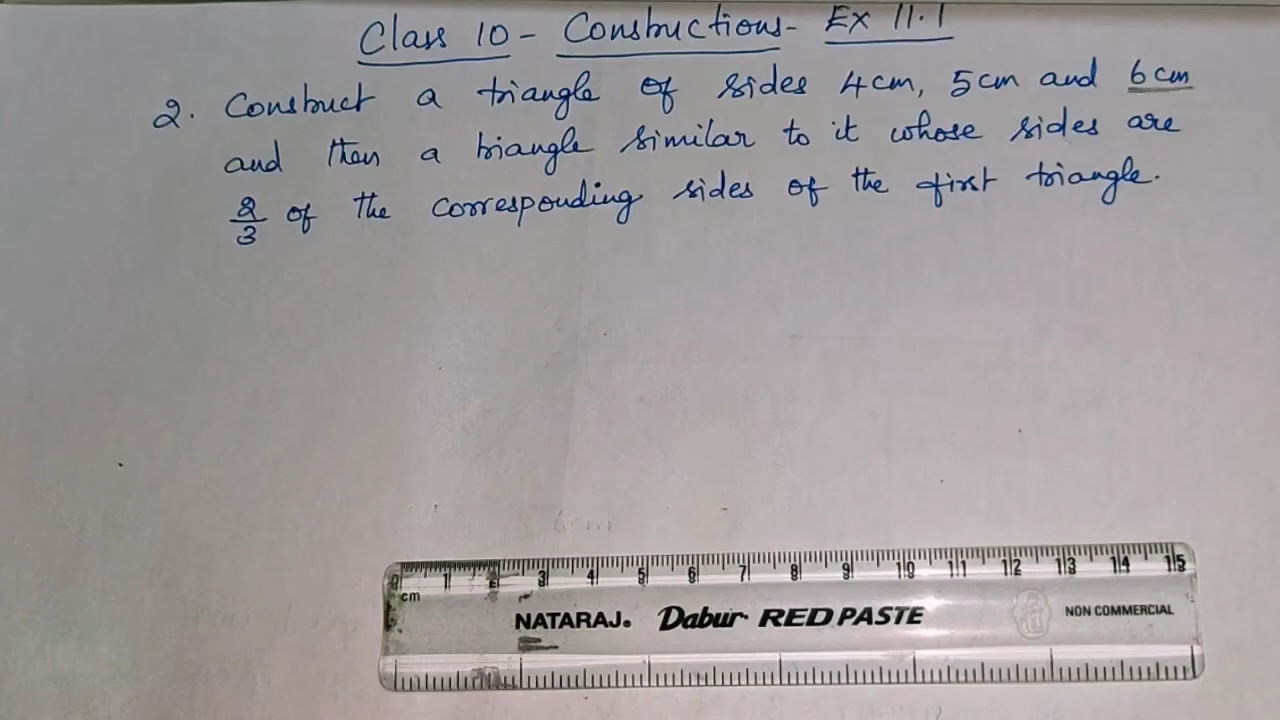 Class 10 - Constructions - Ex 11.1
2. Construct a triangle of sides 4cm, 5cm and 6cm
and then a triangle similar to it whose sides are
2/3 of the corresponding sides of the first triangle.
6cm
0 1 2 3 4 5 6 7 8 9 10 11 12 13 14 15
cm
NATARAJ. Dabur RED PASTE NON COMMERCIAL